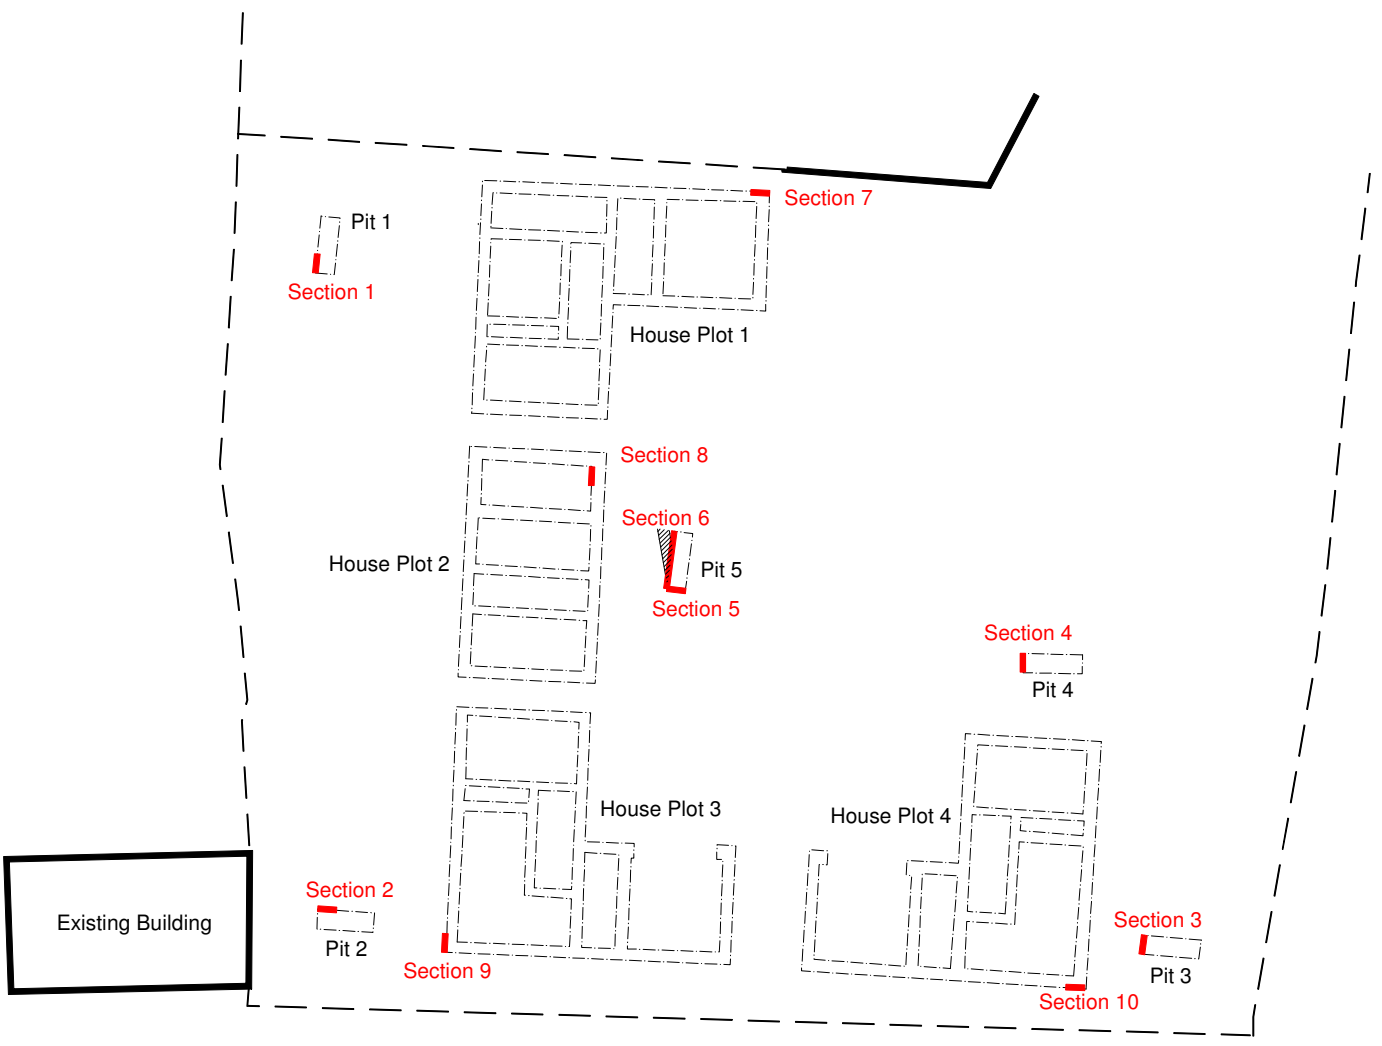 Section 7
Pit 1
Section 1
House Plot 1
Section 8
Section 6
House Plot 2
Pit 5
Section 5
Section 4
Pit 4
House Plot 3
House Plot 4
Section 2
Existing Building
Pit 2
Section 9
Section 3
Pit 3
Section 10